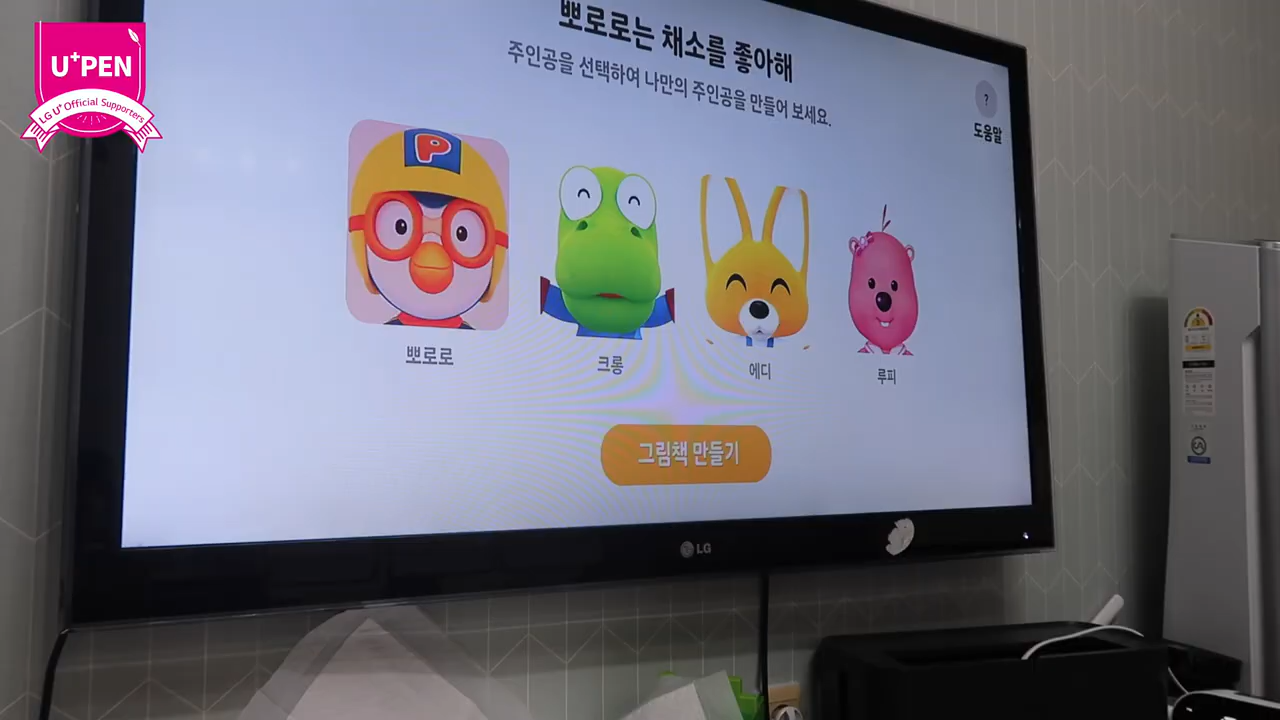 U+PEN
LG U+ Official Supporters
뽀로로는 채소를 좋아해
주인공을 선택하여 나만의 주인공을 만들어 보세요.
?
도움말
P
뽀로로
크롱
에디
루피
그림책 만들기
LG